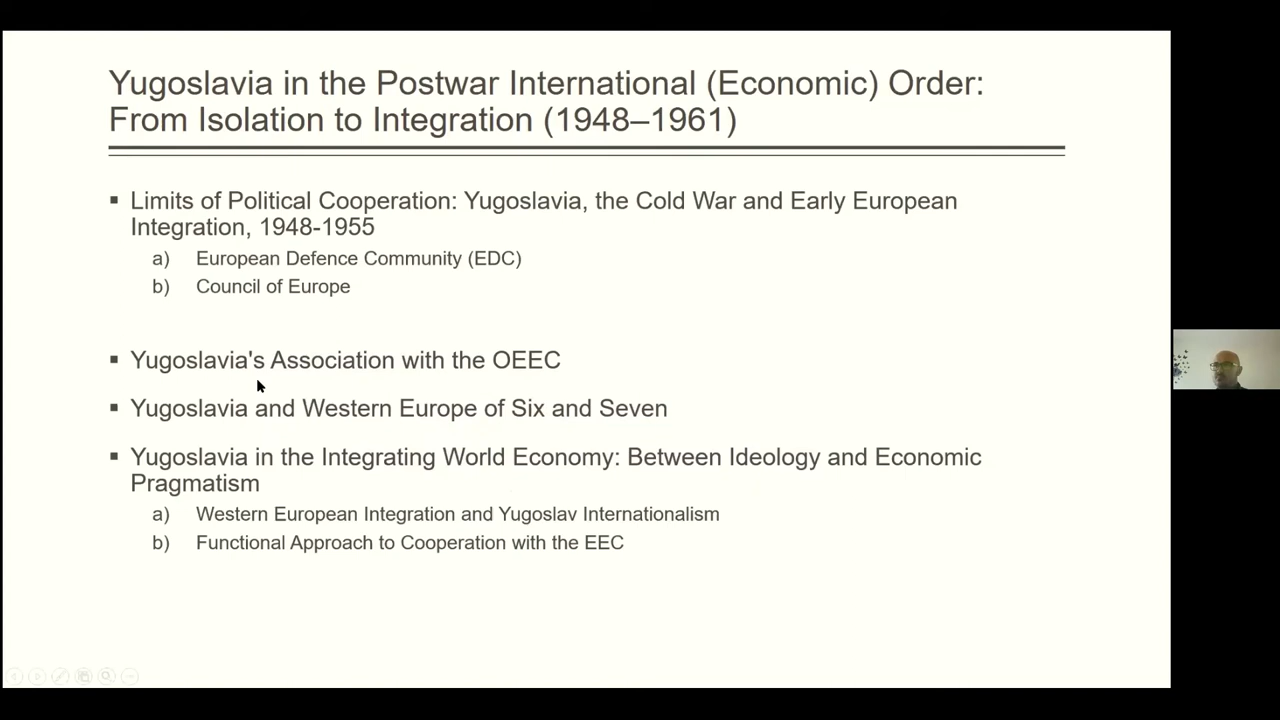 Yugoslavia in the Postwar International (Economic) Order:
From Isolation to Integration (1948–1961)
▪ Limits of Political Cooperation: Yugoslavia, the Cold War and Early European
Integration, 1948-1955
a) European Defence Community (EDC)
b) Council of Europe
▪ Yugoslavia's Association with the OEEC
▪ Yugoslavia and Western Europe of Six and Seven
▪ Yugoslavia in the Integrating World Economy: Between Ideology and Economic
Pragmatism
a) Western European Integration and Yugoslav Internationalism
b) Functional Approach to Cooperation with the EEC